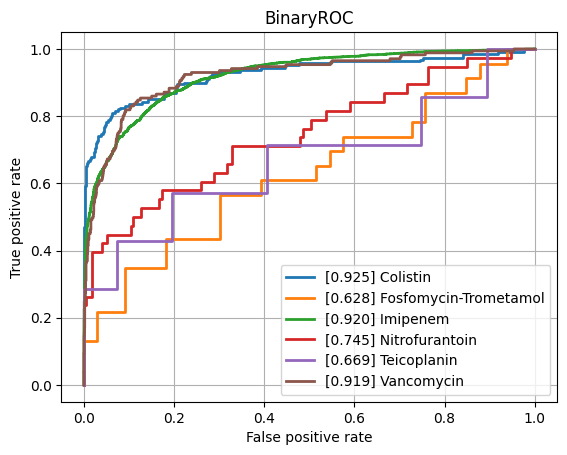 BinaryROC
True positive rate
1.0
0.8
0.6
0.4
0.2
0.0
[0.925] Colistin
[0.628] Fosfomycin-Trometamol
[0.920] Imipenem
[0.745] Nitrofurantoin
[0.669] Teicoplanin
[0.919] Vancomycin
0.0 0.2 0.4 0.6 0.8 1.0
False positive rate